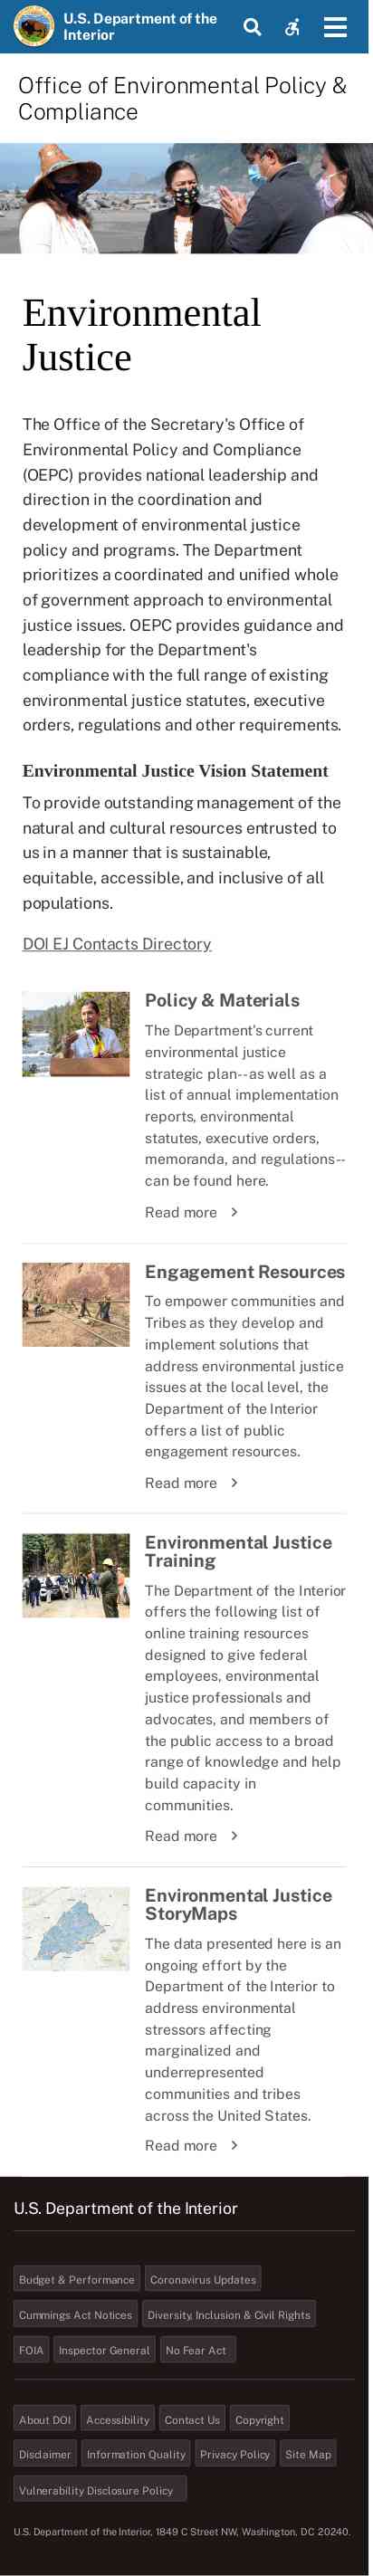 U.S. Department of the
Interior
Office of Environmental Policy &
Compliance
Environmental
Justice
The Office of the Secretary's Office of
Environmental Policy and Compliance
(OEPC) provides national leadership and
direction in the coordination and
development of environmental justice
policy and programs. The Department
prioritizes a coordinated and unified whole
of government approach to environmental
justice issues. OEPC provides guidance and
leadership for the Department's
compliance with the full range of existing
environmental justice statutes, executive
orders, regulations and other requirements.
Environmental Justice Vision Statement
To provide outstanding management of the
natural and cultural resources entrusted to
us in a manner that is sustainable,
equitable, accessible, and inclusive of all
populations.
DOI EJ Contacts Directory
Policy & Materials
The Department's current
environmental justice
strategic plan--as well as a
list of annual implementation
reports, environmental
statutes, executive orders,
memoranda, and regulations--
can be found here.
Read more
Engagement Resources
To empower communities and
Tribes as they develop and
implement solutions that
address environmental justice
issues at the local level, the
Department of the Interior
offers a list of public
engagement resources.
Read more
Environmental Justice
Training
The Department of the Interior
offers the following list of
online training resources
designed to give federal
employees, environmental
justice professionals and
advocates, and members of
the public access to a broad
range of knowledge and help
build capacity in
communities.
Read more
Environmental Justice
StoryMaps
The data presented here is an
ongoing effort by the
Department of the Interior to
address environmental
stressors affecting
marginalized and
underrepresented
communities and tribes
across the United States.
Read more
U.S. Department of the Interior
Budget & Performance Coronavirus Updates
Cummings Act Notices Diversity, Inclusion & Civil Rights
FOIA Inspector General No Fear Act
About DOI Accessibility Contact Us Copyright
Disclaimer Information Quality Privacy Policy Site Map
Vulnerability Disclosure Policy
U.S. Department of the Interior, 1849 C Street NW, Washington, DC 20240.